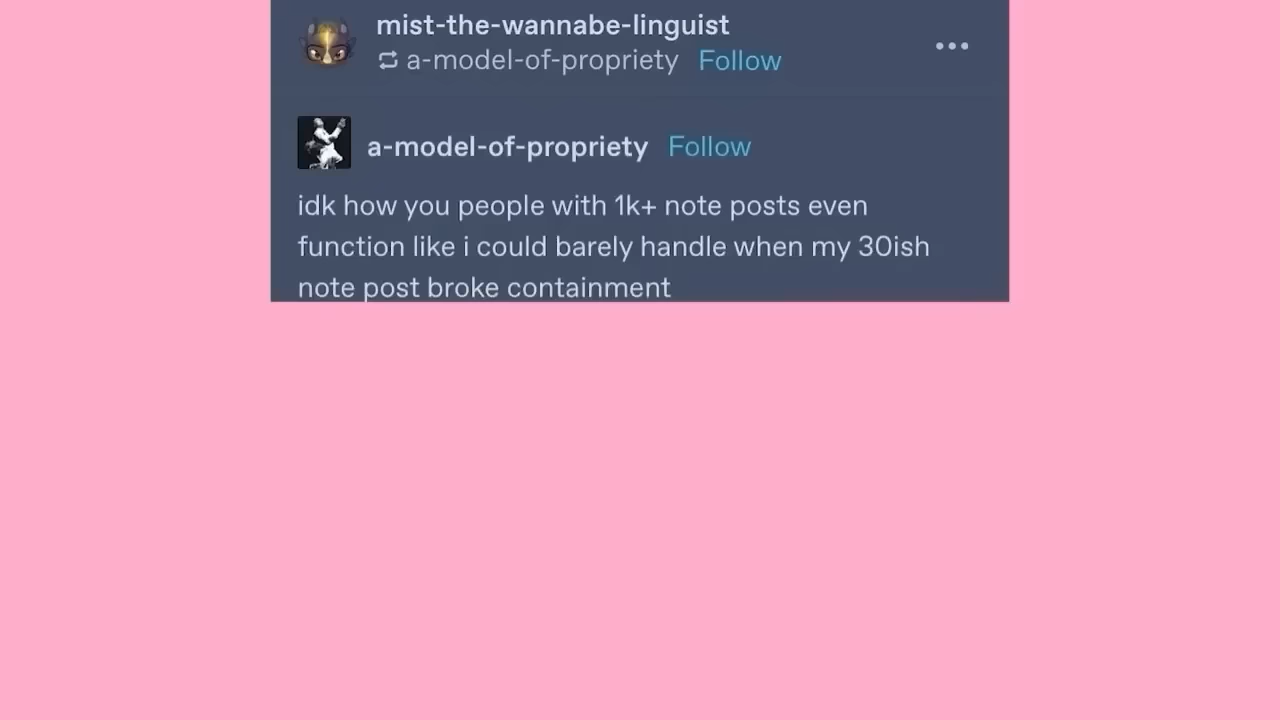 mist-the-wannabe-linguist
a-model-of-propriety Follow
a-model-of-propriety Follow
idk how you people with 1k+ note posts even
function like i could barely handle when my 30ish
note post broke containment